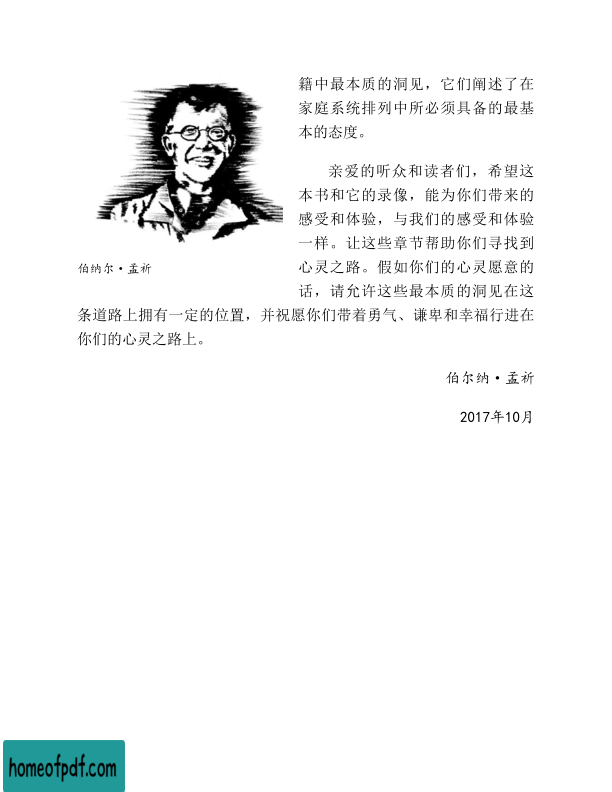 籍中最本质的洞见，它们阐述了在
家庭系统排列中所必须具备的最基
本的态度。
亲爱的听众和读者们，希望这
本书和它的录像，能为你们带来的
感受和体验，与我们的感受和体验
一样。让这些章节帮助你们寻找到
心灵之路。假如你们的心灵愿意的
话，请允许这些最本质的洞见在这
条道路上拥有一定的位置，并祝愿你们带着勇气、谦卑和幸福行进在
你们的心灵之路上。
伯纳尔·孟祈
伯尔纳·孟祈
2017年10月
homeofpdf.com